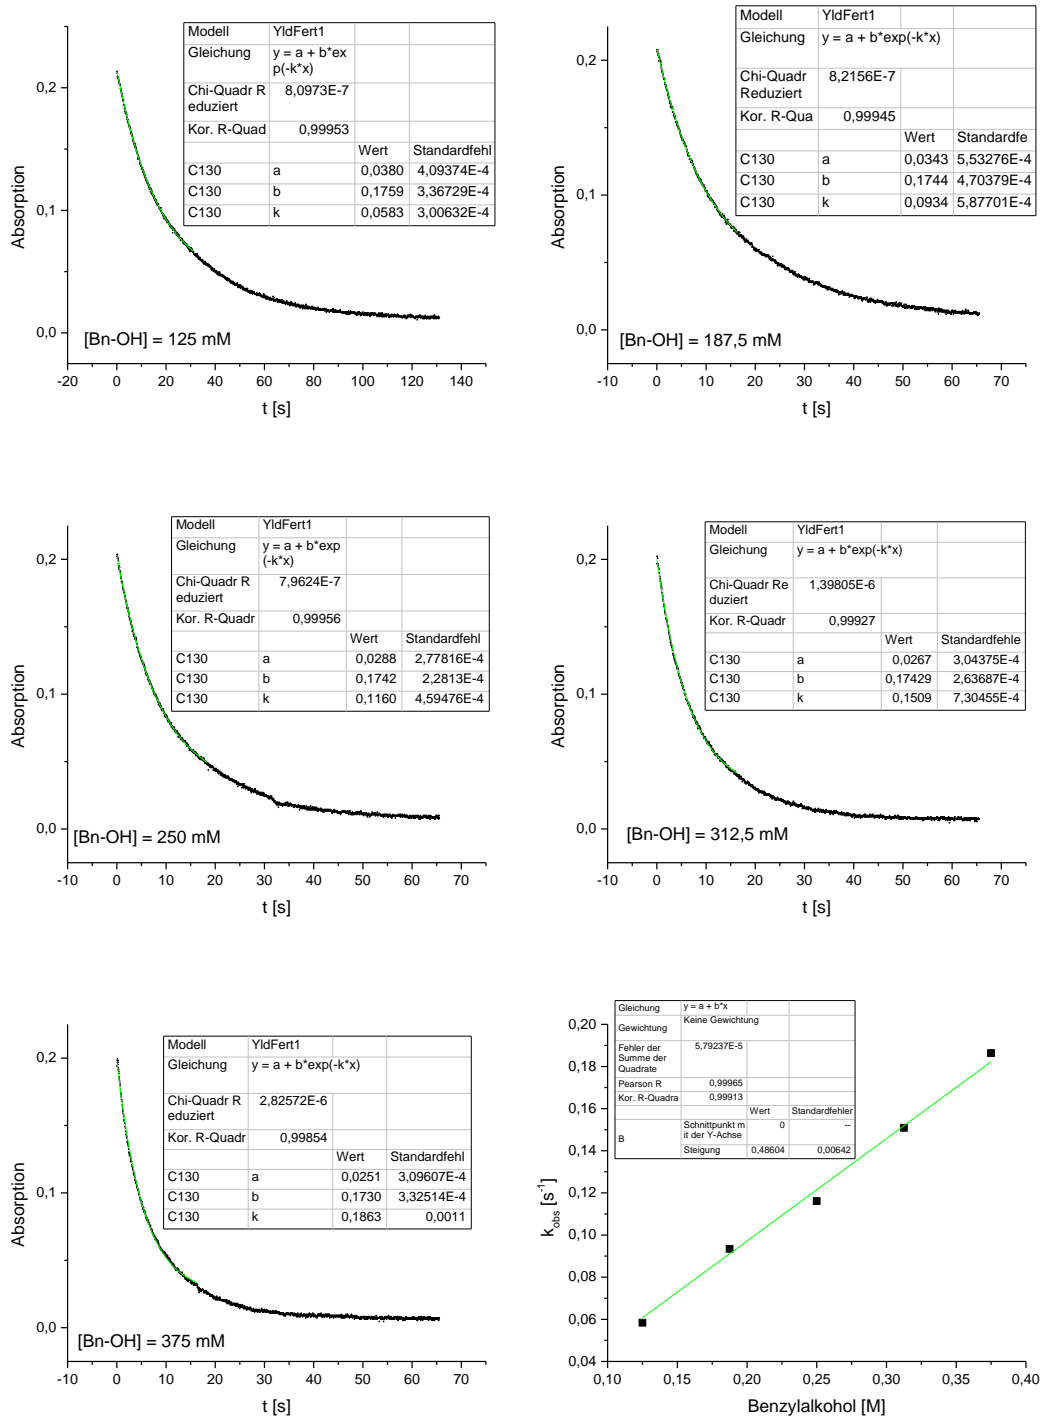 Modell YldFert1
Gleichung y = a + b*ex
p(-k*x)
Chi-Quadr R
eduziert 8,0973E-7
Kor. R-Quad 0,99953
Wert Standardfehl
C130 a 0,0380 4,09374E-4
C130 b 0,1759 3,36729E-4
C130 k 0,0583 3,00632E-4
0,2
0,1
0,0
Absorption
[Bn-OH] = 125 mM
-20 0 20 40 60 80 100 120 140
t [s]
Modell YldFert1
Gleichung y = a + b*exp(-k*x)
Chi-Quadr
Reduziert 8,2156E-7
Kor. R-Qua 0,99945
Wert Standardfe
C130 a 0,0343 5,53276E-4
C130 b 0,1744 4,70379E-4
C130 k 0,0934 5,87701E-4
0,2
0,1
0,0
Absorption
[Bn-OH] = 187,5 mM
-10 0 10 20 30 40 50 60 70
t [s]
Modell YldFert1
Gleichung y = a + b*exp
(-k*x)
Chi-Quadr R
eduziert 7,9624E-7
Kor. R-Quadr 0,99956
Wert Standardfehl
C130 a 0,0288 2,77816E-4
C130 b 0,1742 2,2813E-4
C130 k 0,1160 4,59476E-4
0,2
0,1
0,0
Absorption
[Bn-OH] = 250 mM
-10 0 10 20 30 40 50 60 70
t [s]
Modell YldFert1
Gleichung y = a + b*exp(-k*x)
Chi-Quadr Re
duziert 1,39805E-6
Kor. R-Quadr 0,99927
Wert Standardfehle
C130 a 0,0267 3,04375E-4
C130 b 0,17429 2,63687E-4
C130 k 0,1509 7,30455E-4
0,2
0,1
0,0
Absorption
[Bn-OH] = 312,5 mM
-10 0 10 20 30 40 50 60 70
t [s]
Modell YldFert1
Gleichung y = a + b*exp(-k*x)
Chi-Quadr R
eduziert 2,82572E-6
Kor. R-Quadr 0,99854
Wert Standardfehl
C130 a 0,0251 3,09607E-4
C130 b 0,1730 3,32514E-4
C130 k 0,1863 0,0011
0,2
0,1
0,0
Absorption
[Bn-OH] = 375 mM
-10 0 10 20 30 40 50 60 70
t [s]
Gleichung y = a + b*x
Gewichtung Keine Gewichtung
Fehler der
Summe der
Quadrate 5,79237E-5
Pearson R 0,99965
Kor. R-Quadra 0,99913
Wert Standardfehler
B Schnittpunkt m
it der Y-Achse 0 --
Steigung 0,48604 0,00642
0,20
0,18
0,16
0,14
0,12
0,10
0,08
0,06
0,04
k_obs [s⁻¹]
0,10 0,15 0,20 0,25 0,30 0,35 0,40
Benzylalkohol [M]